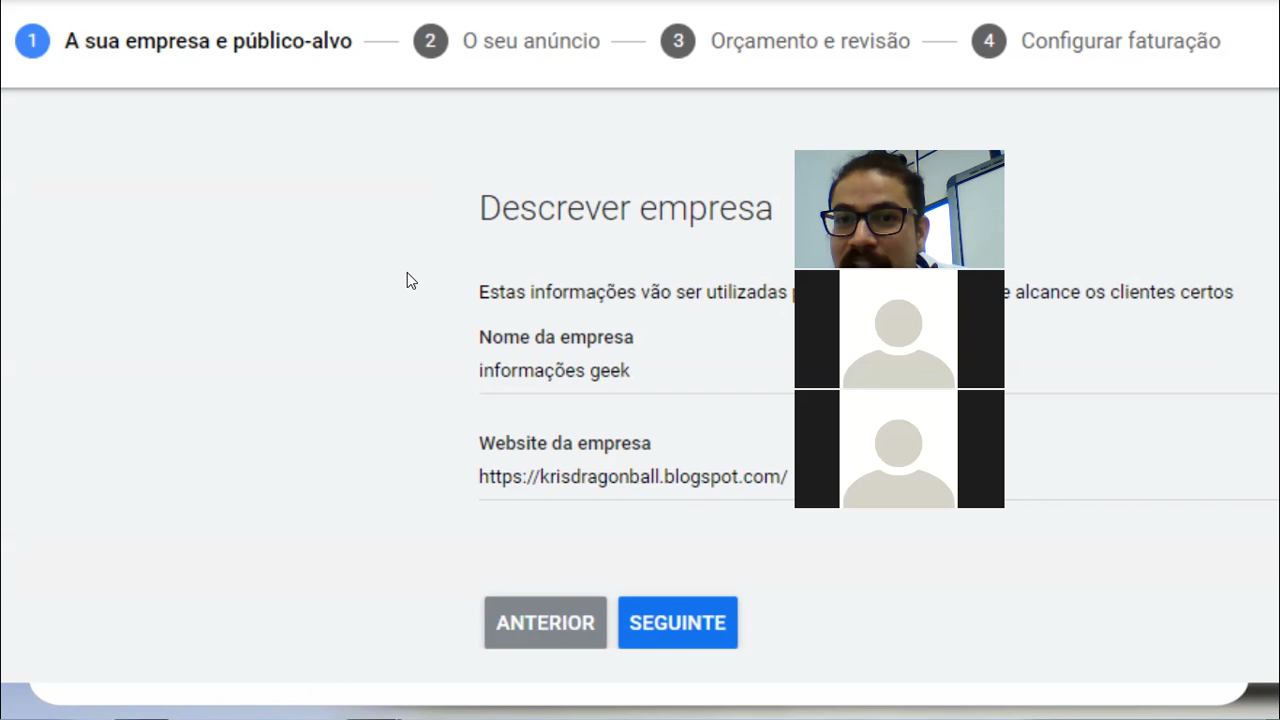 1 A sua empresa e público-alvo 2 O seu anúncio 3 Orçamento e revisão 4 Configurar faturação
Descrever empresa
Estas informações vão ser utilizadas alcance os clientes certos
Nome da empresa
informações geek
Website da empresa
https://krisdragonball.blogspot.com/
ANTERIOR SEGUINTE